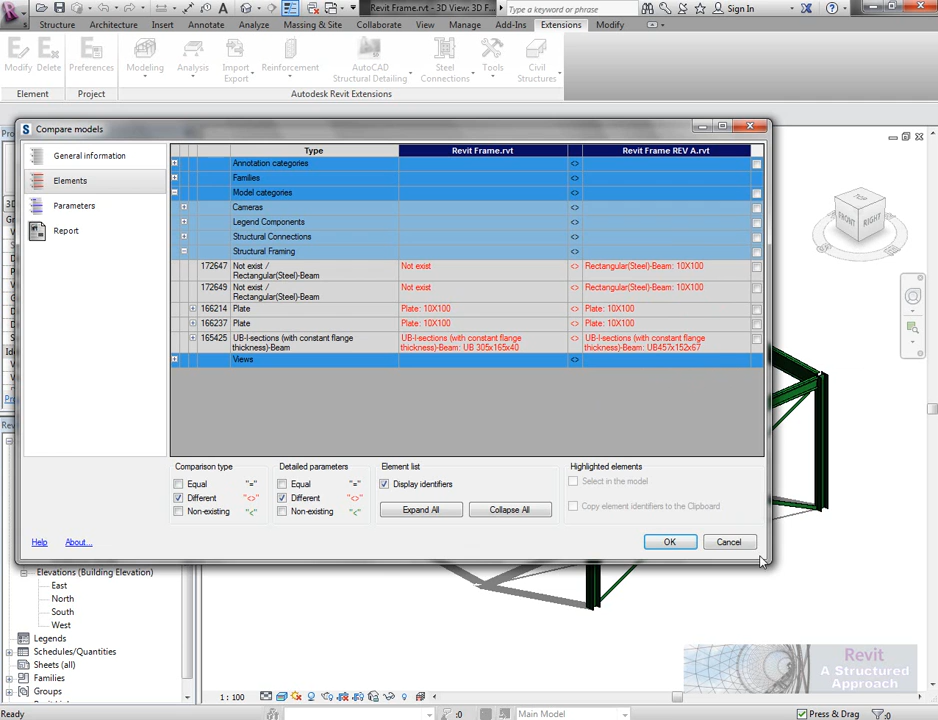 Revit Frame.rvt - 3D View: 3D F...
Type a keyword or phrase
Sign In
Structure
Architecture
Insert
Annotate
Analyze
Massing & Site
Collaborate
View
Manage
Add-Ins
Extensions
Modify
Modify
Delete
Preferences
Modeling
Analysis
Import
Export
Reinforcement
AutoCAD
Structural Detailing
Steel
Connections
Tools
Civil
Structures
Element
Project
Autodesk Revit Extensions
Compare models
General information
Elements
Parameters
Report
Type
Revit Frame.rvt
Revit Frame REV A.rvt
Annotation categories
<>
Families
<>
Model categories
<>
Cameras
<>
Legend Components
<>
Structural Connections
<>
Structural Framing
<>
172647
Not exist /
Rectangular(Steel)-Beam
Not exist
<>
Rectangular(Steel)-Beam: 10X100
172649
Not exist /
Rectangular(Steel)-Beam
Not exist
<>
Rectangular(Steel)-Beam: 10X100
166214
Plate
Plate: 10X100
<>
Plate: 10X100
166237
Plate
Plate: 10X100
<>
Plate: 10X100
165425
UB-I-sections (with constant flange
thickness)-Beam
UB-I-sections (with constant flange
thickness)-Beam: UB 305x165x40
<>
UB-I-sections (with constant flange
thickness)-Beam: UB457x152x67
Views
<>
Comparison type
Equal "="
Different "<>"
Non-existing "<"
Detailed parameters
Equal "="
Different "<>"
Non-existing "<"
Element list
Display identifiers
Expand All
Collapse All
Highlighted elements
Select in the model
Copy element identifiers to the Clipboard
Help
About...
OK
Cancel
TOP
FRONT
RIGHT
Elevations (Building Elevation)
East
North
South
West
Legends
Schedules/Quantities
Sheets (all)
Families
Groups
1 : 100
Revit
A Structured
Approach
Ready
:0
Main Model
Press & Drag
:0